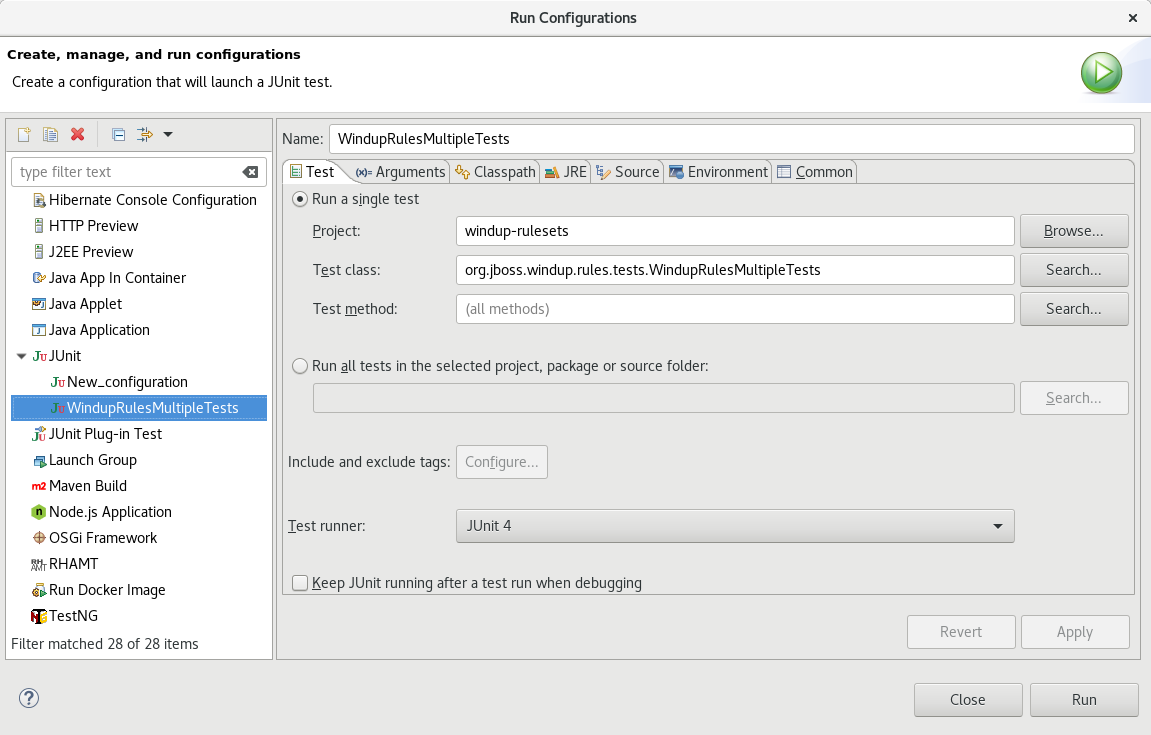 Run Configurations
Create, manage, and run configurations
Create a configuration that will launch a JUnit test.
type filter text
Hibernate Console Configuration
HTTP Preview
J2EE Preview
Java App In Container
Java Applet
Java Application
JUnit
New_configuration
WindupRulesMultipleTests
JUnit Plug-in Test
Launch Group
Maven Build
Node.js Application
OSGi Framework
RHAMT
Run Docker Image
TestNG
Filter matched 28 of 28 items
Name: WindupRulesMultipleTests
Test Arguments Classpath JRE Source Environment Common
Run a single test
Project: windup-rulesets Browse...
Test class: org.jboss.windup.rules.tests.WindupRulesMultipleTests Search...
Test method: (all methods) Search...
Run all tests in the selected project, package or source folder:
Search...
Include and exclude tags: Configure...
Test runner: JUnit 4
Keep JUnit running after a test run when debugging
Revert Apply
Close Run